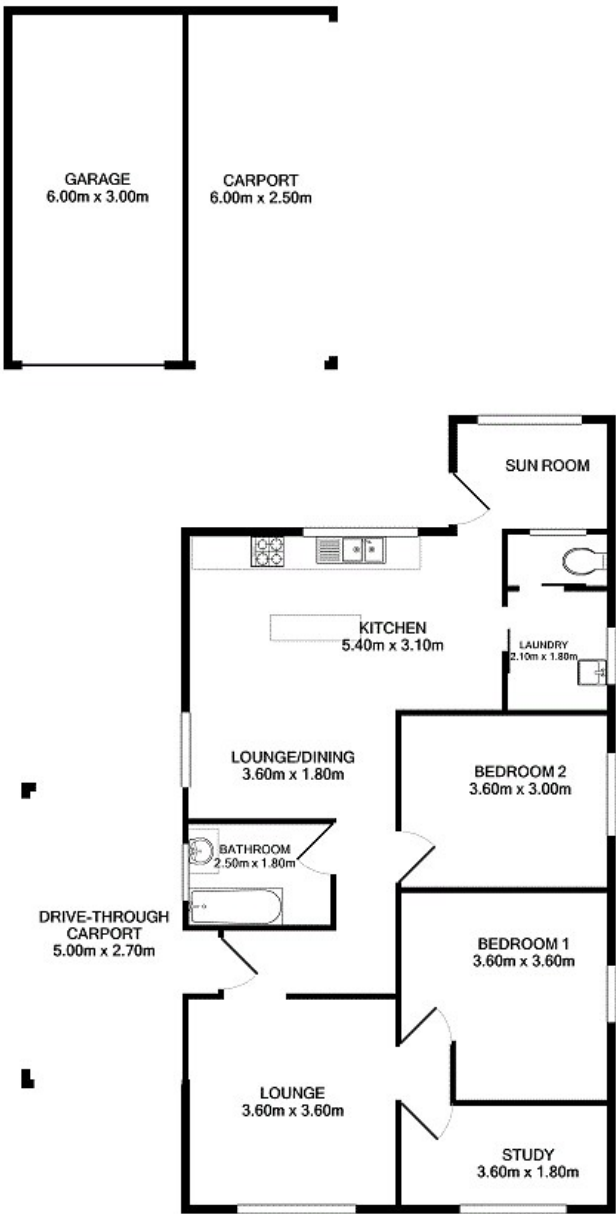 GARAGE
6.00m x 3.00m
CARPORT
6.00m x 2.50m
SUN ROOM
KITCHEN
5.40m x 3.10m
LAUNDRY
2.10m x 1.80m
LOUNGE/DINING
3.60m x 1.80m
BEDROOM 2
3.60m x 3.00m
BATHROOM
2.50m x 1.80m
DRIVE-THROUGH
CARPORT
5.00m x 2.70m
BEDROOM 1
3.60m x 3.60m
LOUNGE
3.60m x 3.60m
STUDY
3.60m x 1.80m